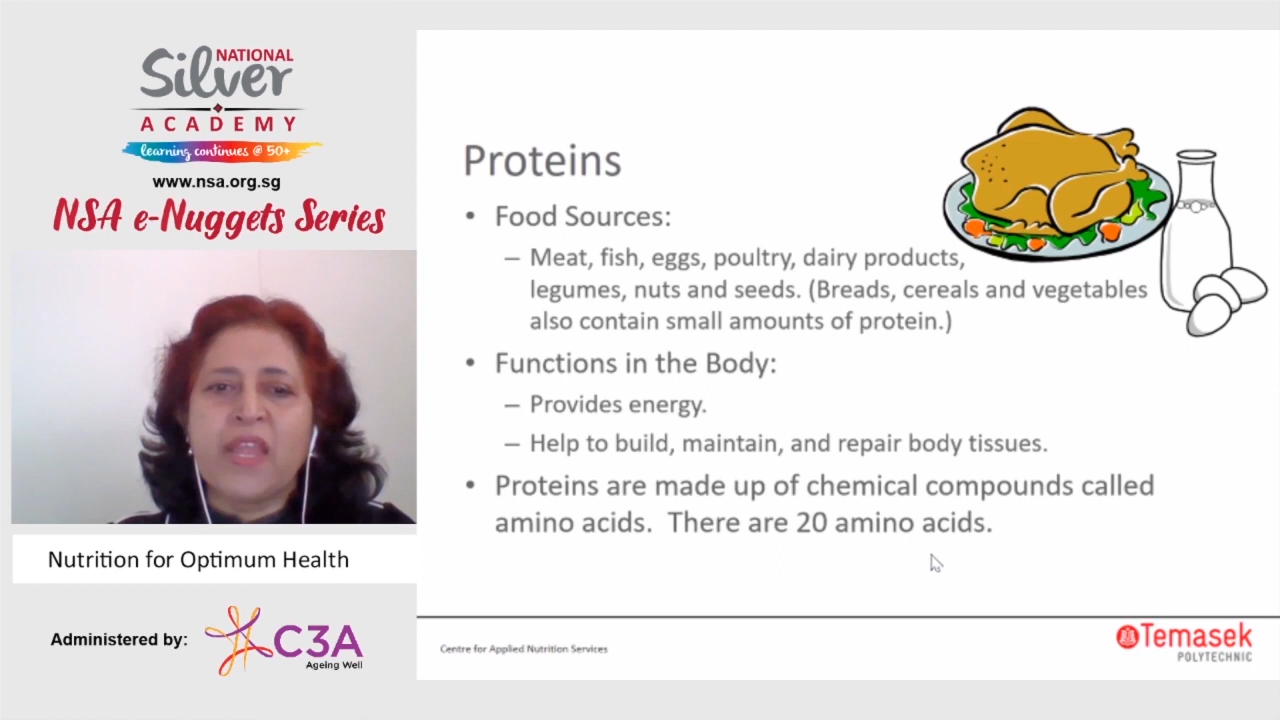 NATIONAL
Silver
ACADEMY
learning continues @ 50+
www.nsa.org.sg
NSA e-Nuggets Series
Nutrition for Optimum Health
Administered by:
C3A
Ageing Well
Proteins
• Food Sources:
– Meat, fish, eggs, poultry, dairy products,
legumes, nuts and seeds. (Breads, cereals and vegetables
also contain small amounts of protein.)
• Functions in the Body:
– Provides energy.
– Help to build, maintain, and repair body tissues.
• Proteins are made up of chemical compounds called
amino acids. There are 20 amino acids.
Centre for Applied Nutrition Services
Temasek
POLYTECHNIC